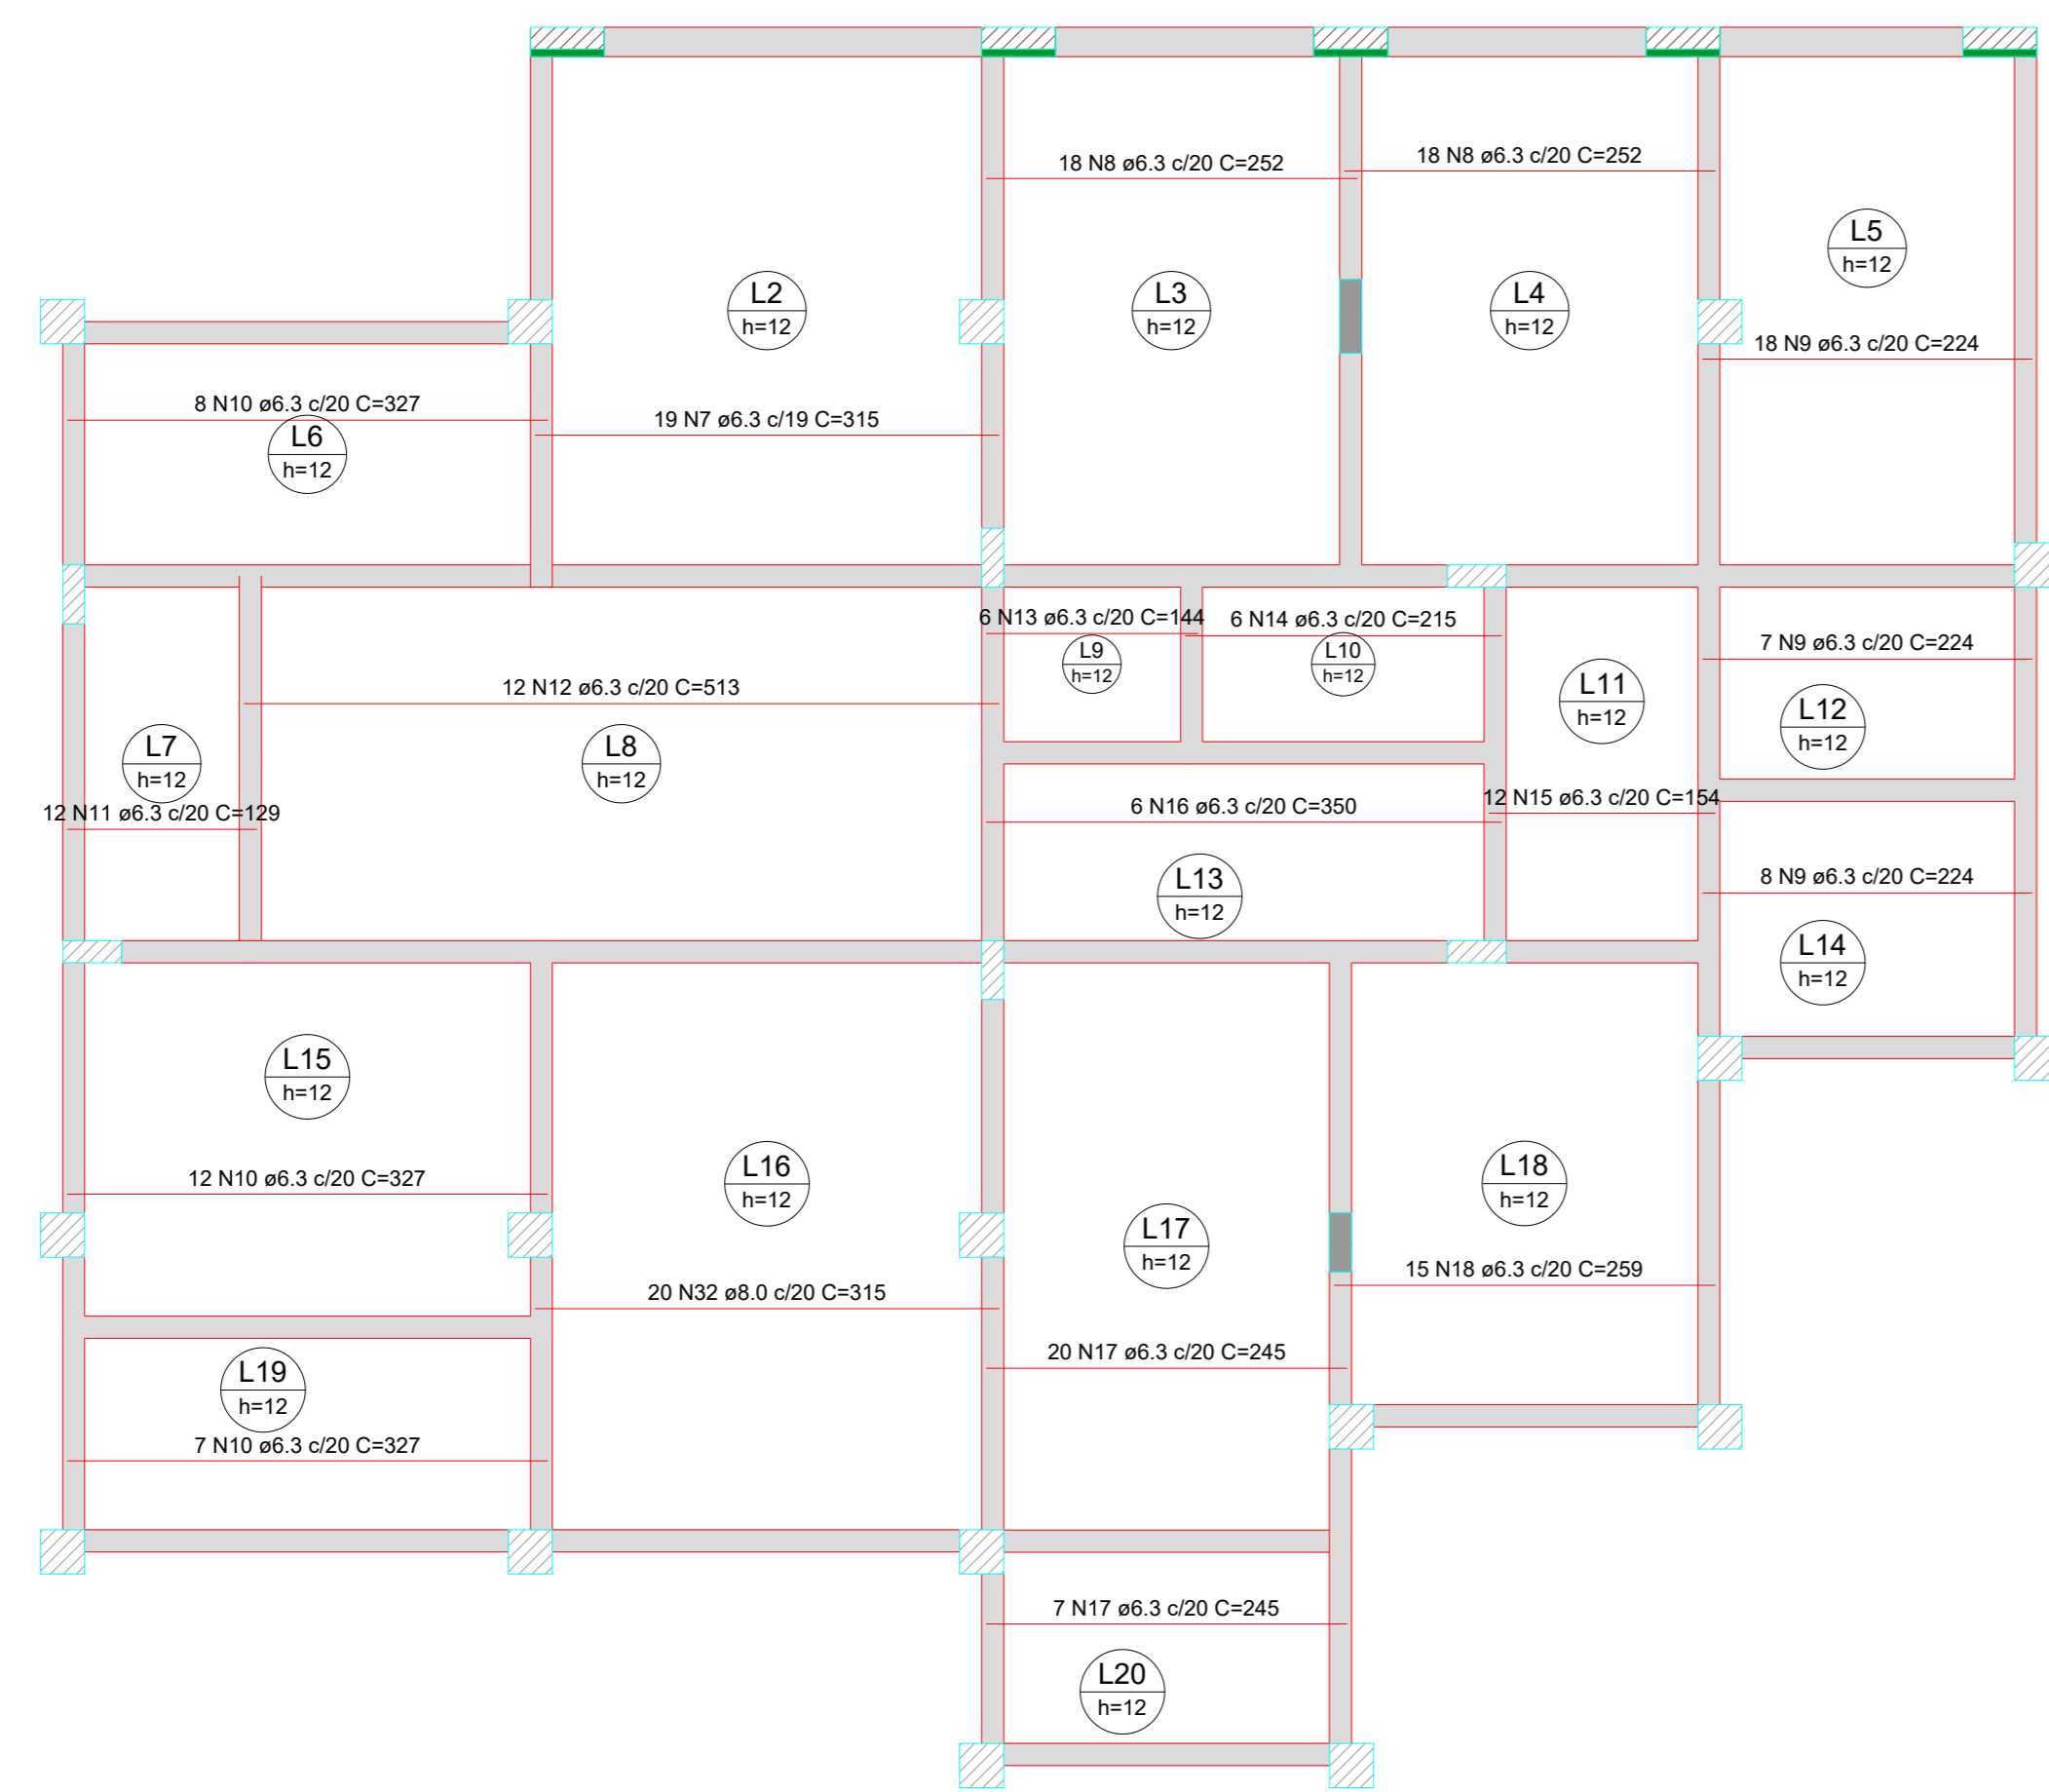 18 N8 ø6.3 c/20 C=252
18 N8 ø6.3 c/20 C=252
L5
h=12
L2
h=12
L3
h=12
L4
h=12
18 N9 ø6.3 c/20 C=224
8 N10 ø6.3 c/20 C=327
19 N7 ø6.3 c/19 C=315
L6
h=12
6 N13 ø6.3 c/20 C=144
6 N14 ø6.3 c/20 C=215
7 N9 ø6.3 c/20 C=224
L9
h=12
L10
h=12
12 N12 ø6.3 c/20 C=513
L11
h=12
L12
h=12
L7
h=12
L8
h=12
12 N11 ø6.3 c/20 C=129
6 N16 ø6.3 c/20 C=350
12 N15 ø6.3 c/20 C=154
L13
h=12
8 N9 ø6.3 c/20 C=224
L14
h=12
L15
h=12
12 N10 ø6.3 c/20 C=327
L16
h=12
L18
h=12
L17
h=12
15 N18 ø6.3 c/20 C=259
20 N32 ø8.0 c/20 C=315
20 N17 ø6.3 c/20 C=245
L19
h=12
7 N10 ø6.3 c/20 C=327
7 N17 ø6.3 c/20 C=245
L20
h=12